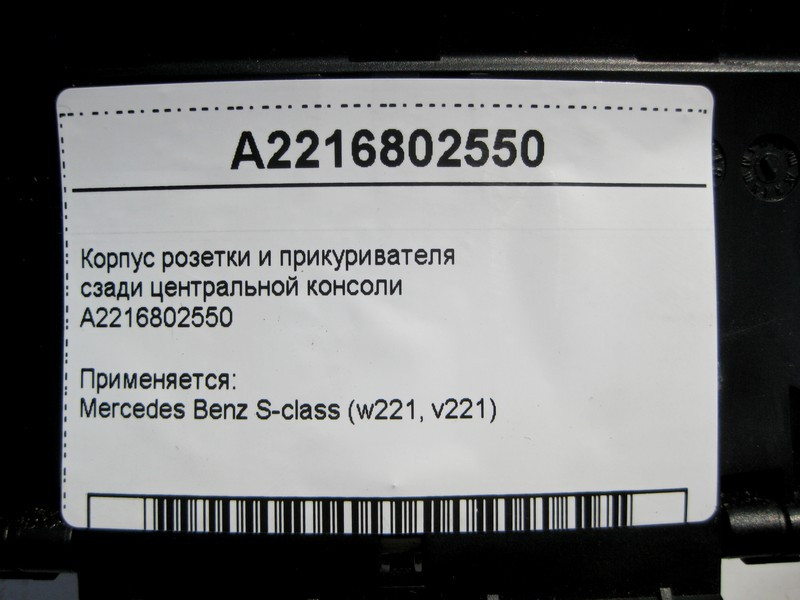 A2216802550
Корпус розетки и прикуривателя
сзади центральной консоли
A2216802550
Применяется:
Mercedes Benz S-class (w221, v221)